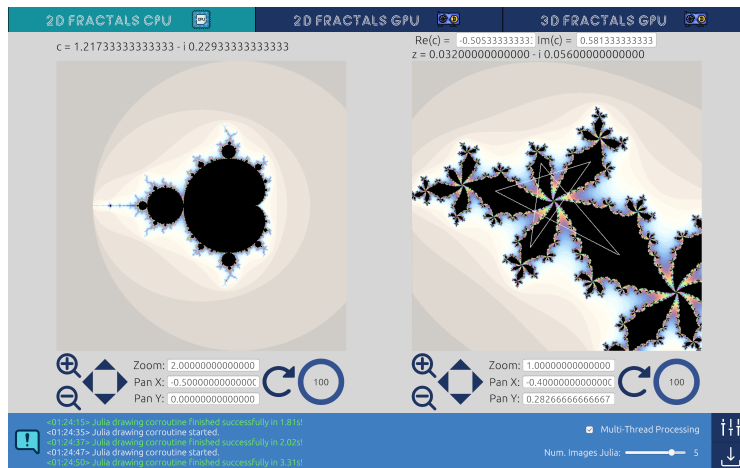 2D FRACTALS CPU
CPU
2D FRACTALS GPU
3D FRACTALS GPU
c = 1.21733333333333 - i 0.22933333333333
Re(c) = -0.50533333333 Im(c) = 0.581333333333
z = 0.03200000000000 - i 0.05600000000000
Zoom: 2.00000000000000
Pan X: -0.5000000000000
Pan Y: 0.00000000000000
100
Zoom: 1.00000000000000
Pan X: -0.4000000000000
Pan Y: 0.28266666666667
100
<01:24:15> Julia drawing corroutine finished successfully in 1.81s!
<01:24:35> Julia drawing corroutine started.
<01:24:37> Julia drawing corroutine finished successfully in 2.02s!
<01:24:47> Julia drawing corroutine started.
<01:24:50> Julia drawing corroutine finished successfully in 3.31s!
Multi-Thread Processing
Num. Images Julia: 5